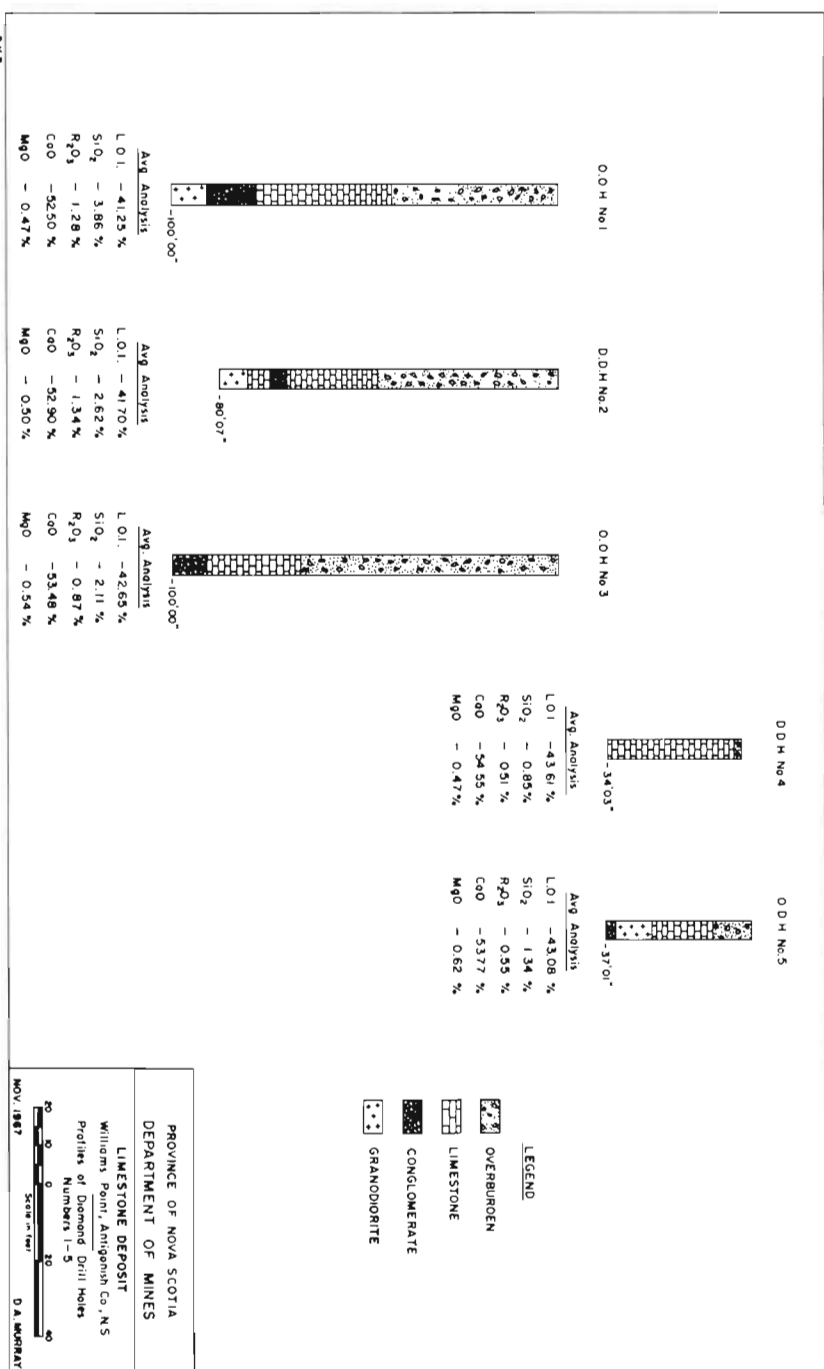 D.D.H No.1
-100'00"
Avg Analysis
L O I. -41.25 %
SiO₂ - 3.86 %
R₂O₃ - 1.28 %
CaO -52.50 %
MgO - 0.47 %
D.D.H No.2
-80'07"
Avg Analysis
L.O.I. - 41.70 %
SiO₂ - 2.62 %
R₂O₃ - 1.34 %
CaO -52.90 %
MgO - 0.50 %
D.D.H No 3
-100'00"
Avg. Analysis
L O.I. -42.65 %
SiO₂ - 2.11 %
R₂O₃ - 0.87 %
CaO -53.48 %
MgO - 0.54 %
D D H No 4
-34'03"
Avg. Analysis
L O I -43.61 %
SiO₂ - 0.85 %
R₂O₃ - 0.51 %
CaO -54.55 %
MgO - 0.47 %
D D H No.5
-37'01"
Avg Analysis
L.O I -43.08 %
SiO₂ - 1.34 %
R₂O₃ - 0.55 %
CaO -53.77 %
MgO - 0.62 %
LEGEND
OVERBURDEN
LIMESTONE
CONGLOMERATE
GRANODIORITE
PROVINCE OF NOVA SCOTIA
DEPARTMENT OF MINES
LIMESTONE DEPOSIT
Williams Point, Antigonish Co, N.S
Profiles of Diamond Drill Holes
Numbers 1-5
20 10 0 20 40
Scale in feet
NOV. 1967 D A. MURRAY